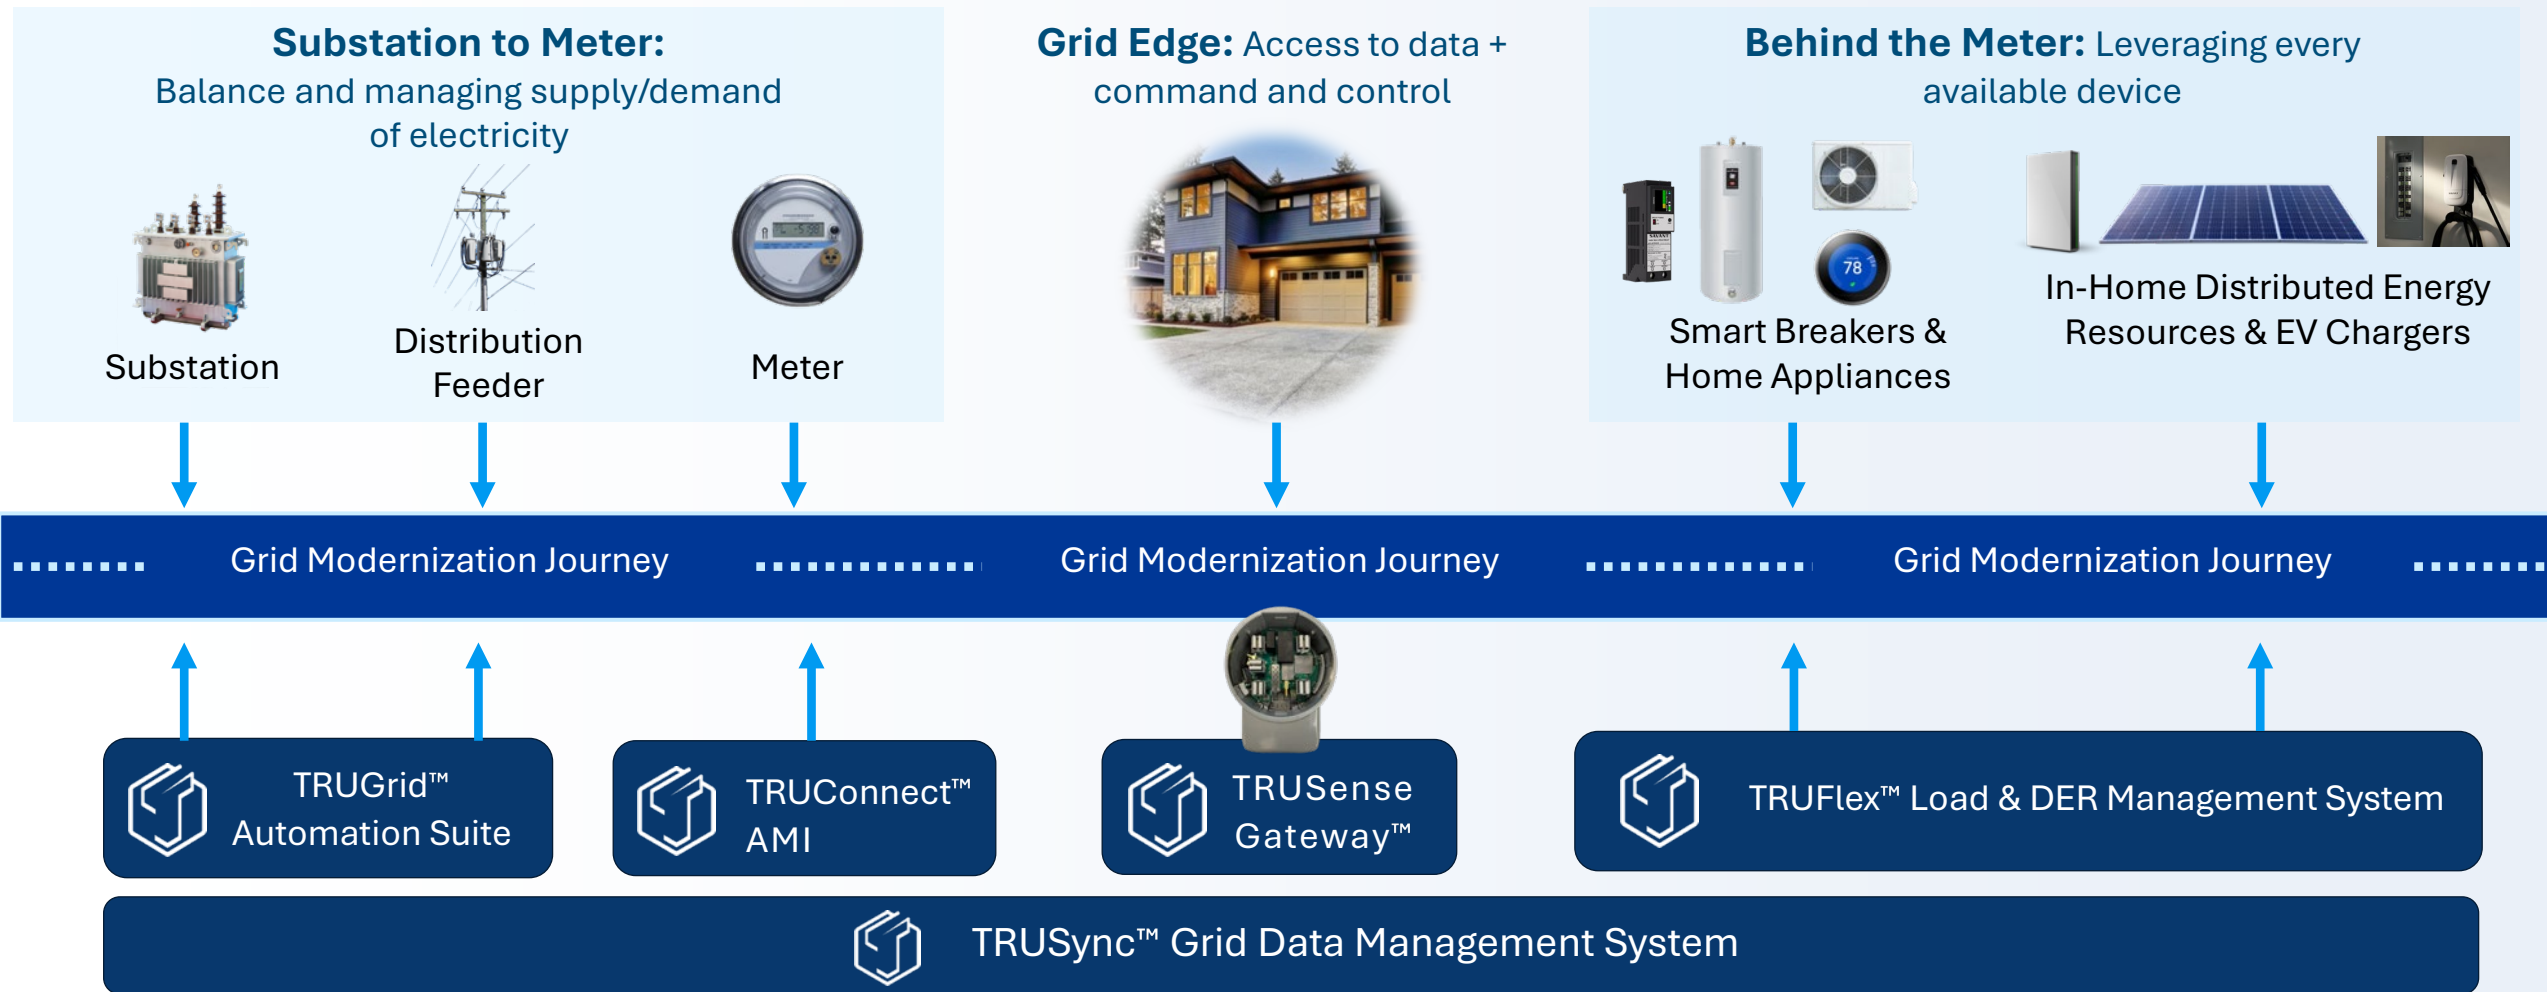 Substation to Meter:
Balance and managing supply/demand
of electricity
Substation
Distribution
Feeder
Meter
Grid Edge: Access to data +
command and control
Behind the Meter: Leveraging every
available device
78
Smart Breakers &
Home Appliances
In-Home Distributed Energy
Resources & EV Chargers
Grid Modernization Journey
Grid Modernization Journey
Grid Modernization Journey
TRUGrid™
Automation Suite
TRUConnect™
AMI
TRUSense
Gateway™
TRUFlex™ Load & DER Management System
TRUSync™ Grid Data Management System